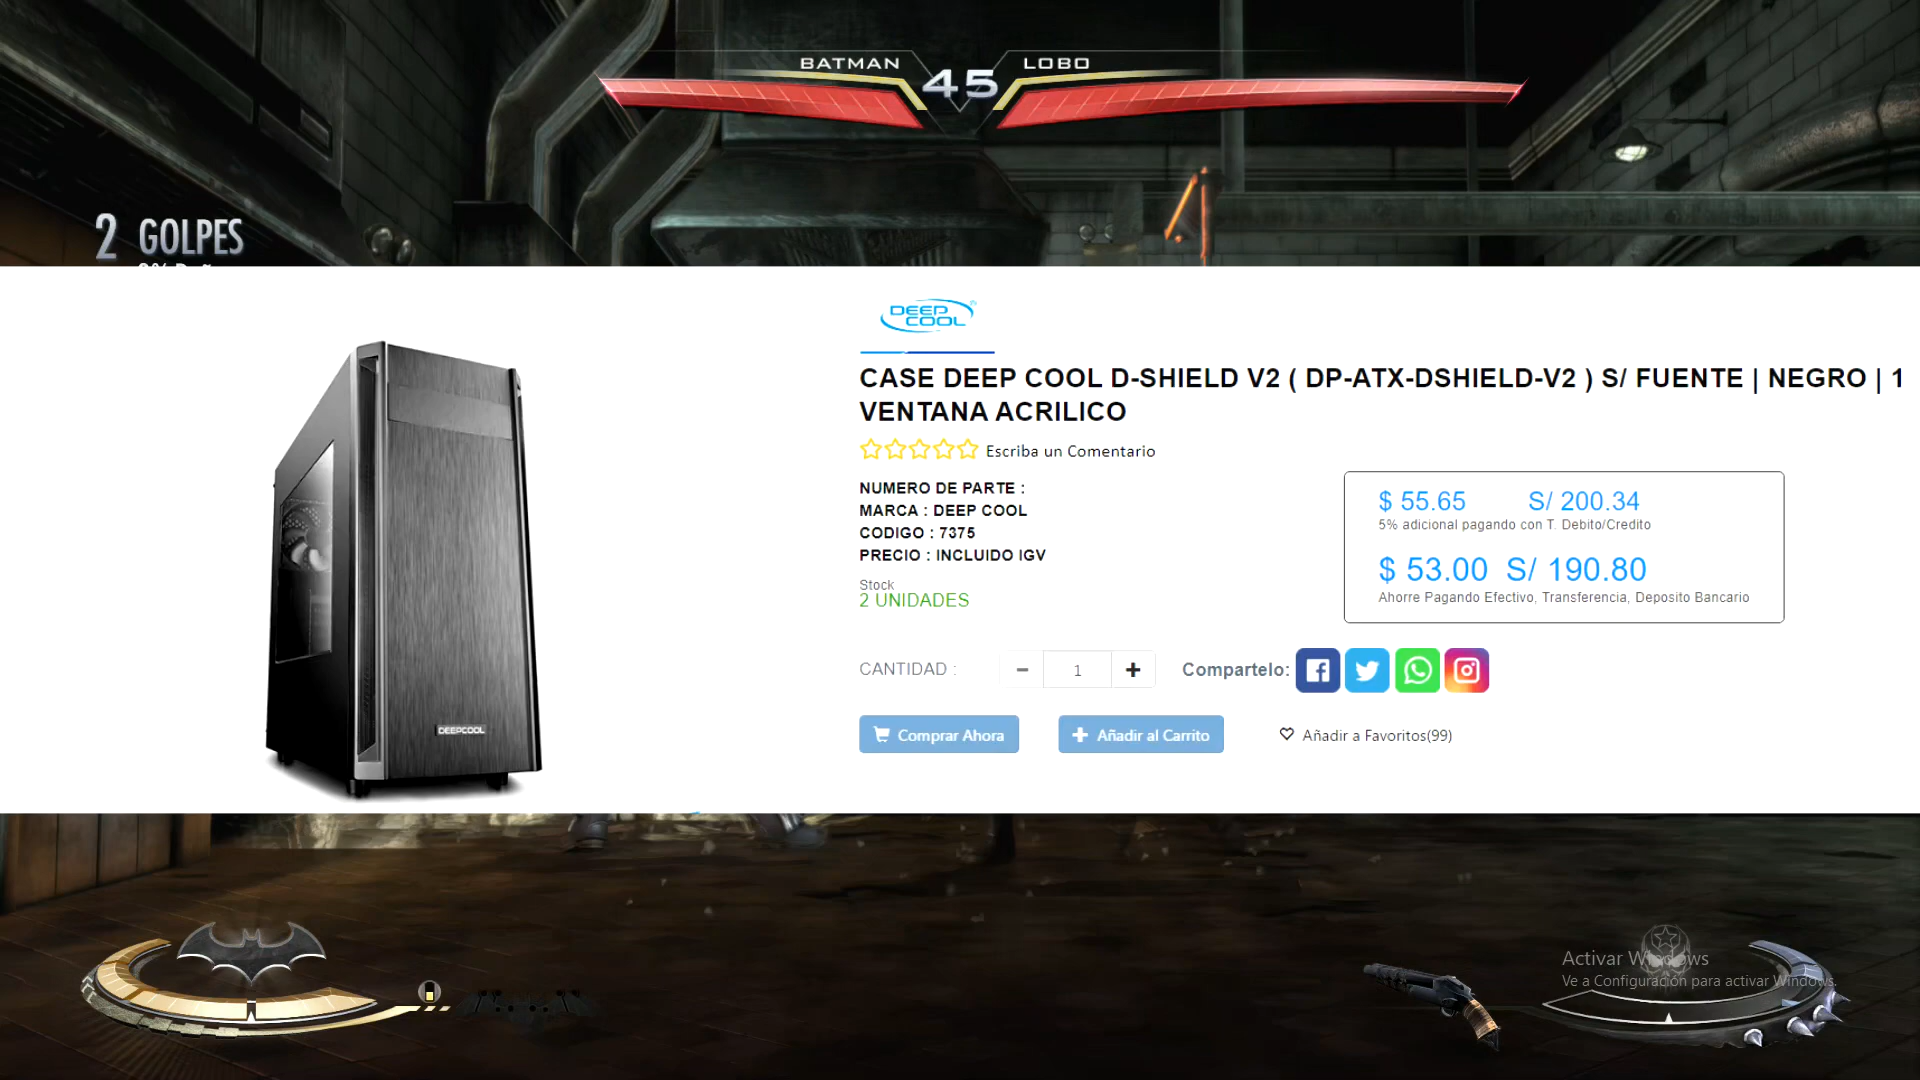 BATMAN 45 LOBO
2 GOLPES
DEEP COOL
CASE DEEP COOL D-SHIELD V2 ( DP-ATX-DSHIELD-V2 ) S/ FUENTE | NEGRO | 1
VENTANA ACRILICO
Escriba un Comentario
NUMERO DE PARTE :
MARCA : DEEP COOL
CODIGO : 7375
PRECIO : INCLUIDO IGV
Stock
2 UNIDADES
$ 55.65 S/ 200.34
5% adicional pagando con T. Debito/Credito
$ 53.00 S/ 190.80
Ahorre Pagando Efectivo, Transferencia, Deposito Bancario
CANTIDAD : − 1 + Compartelo:
Comprar Ahora Añadir al Carrito Añadir a Favoritos(99)
DEEPCOOL
Activar Windows
Ve a Configuración para activar Windows.